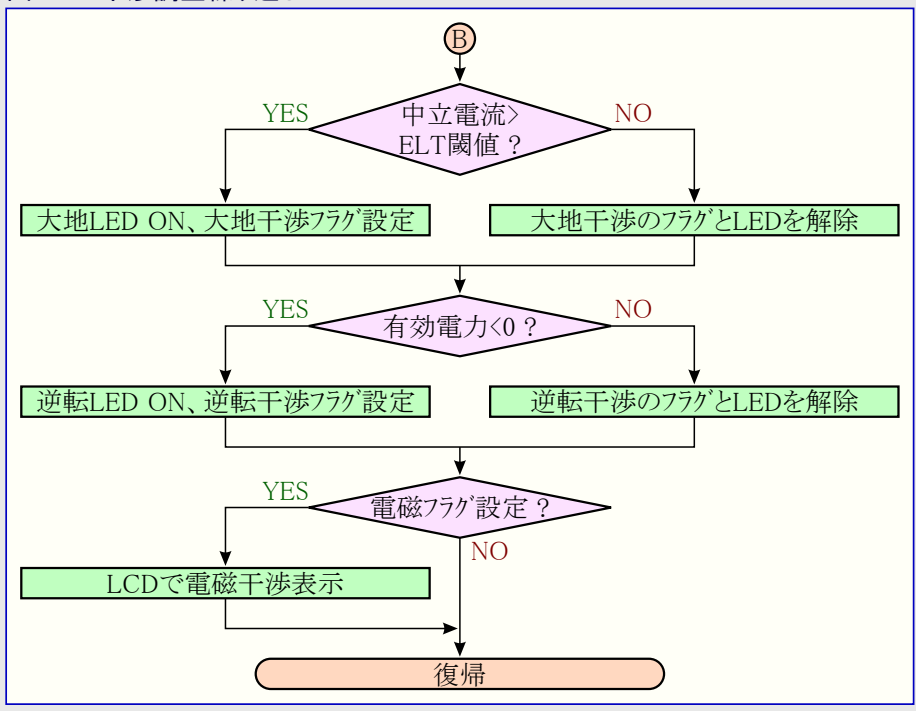 B
中立電流>
ELT閾値 ?
YES
NO
大地LED ON、大地干渉フラグ設定
大地干渉のフラグとLEDを解除
有効電力<0 ?
YES
NO
逆転LED ON、逆転干渉フラグ設定
逆転干渉のフラグとLEDを解除
電磁フラグ設定 ?
YES
NO
LCDで電磁干渉表示
復帰